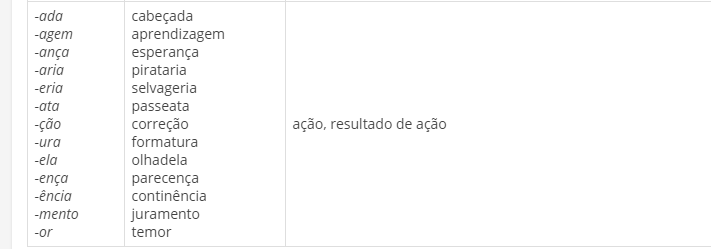 -ada cabeçada
-agem aprendizagem
-ança esperança
-aria pirataria
-eria selvageria
-ata passeata
-ção correção ação, resultado de ação
-ura formatura
-ela olhadela
-ença parecença
-ência continência
-mento juramento
-or temor